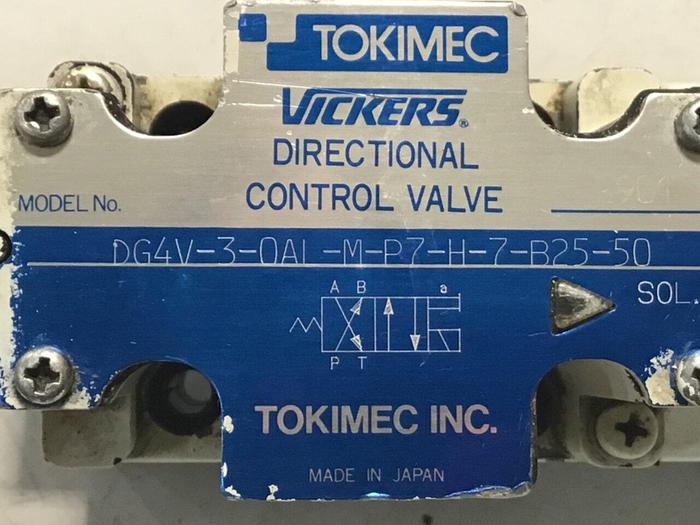 TOKIMEC
VICKERS®
DIRECTIONAL
CONTROL VALVE
MODEL No.
DG4V-3-0AL-M-P7-H-7-B25-50
A B a
SOL.
P T
TOKIMEC INC.
MADE IN JAPAN